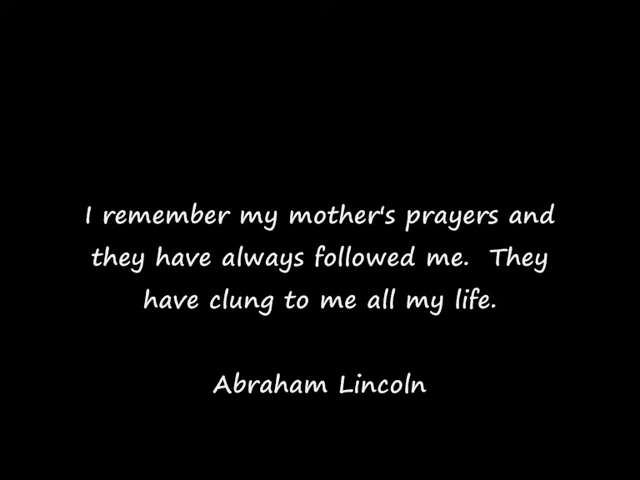 I remember my mother's prayers and
they have always followed me.  They
have clung to me all my life.
Abraham Lincoln